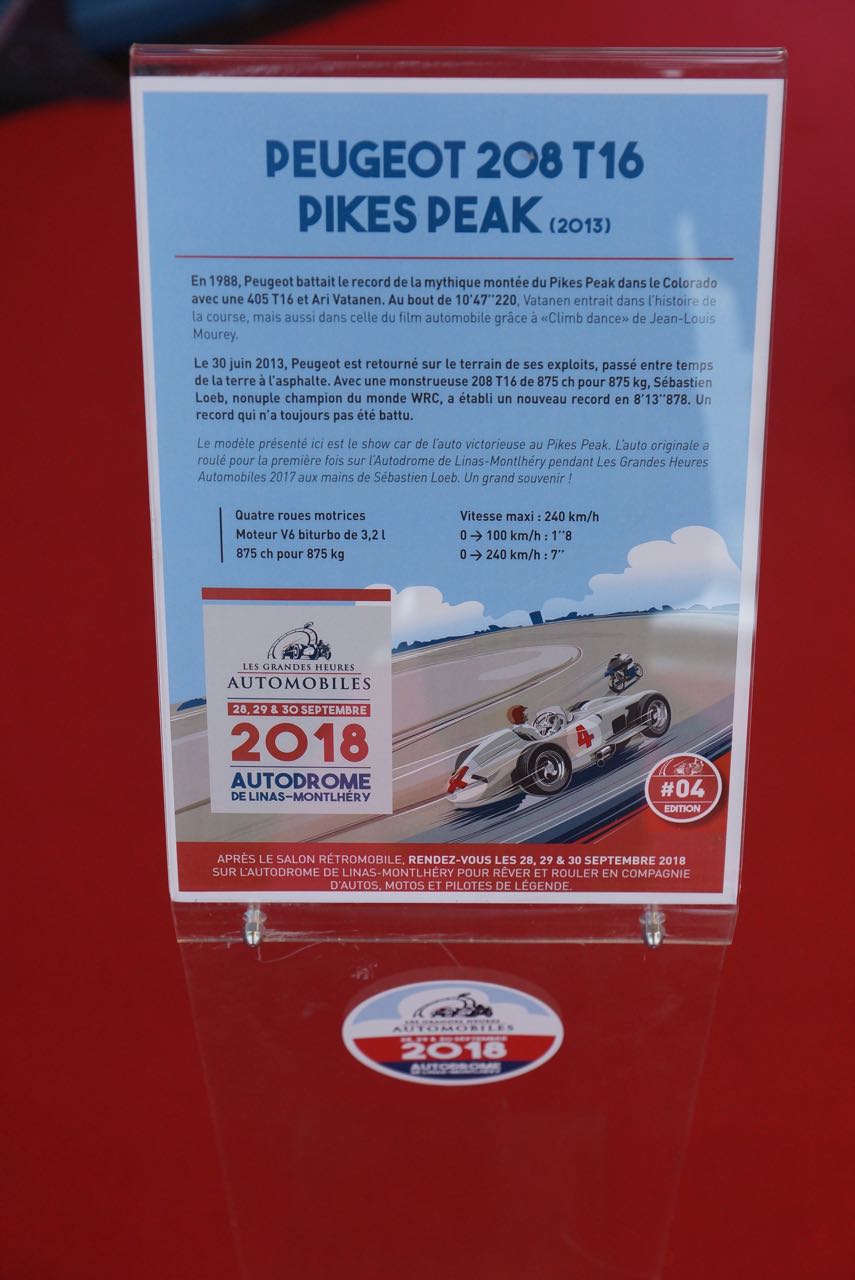 PEUGEOT 208 T16
PIKES PEAK (2013)
En 1988, Peugeot battait le record de la mythique montée du Pikes Peak dans le Colorado
avec une 405 T16 et Ari Vatanen. Au bout de 10'47''220, Vatanen entrait dans l'histoire de
la course, mais aussi dans celle du film automobile grâce à «Climb dance» de Jean-Louis
Mourey.
Le 30 juin 2013, Peugeot est retourné sur le terrain de ses exploits, passé entre temps
de la terre à l'asphalte. Avec une monstrueuse 208 T16 de 875 ch pour 875 kg, Sébastien
Loeb, nonuple champion du monde WRC, a établi un nouveau record en 8'13''878. Un
record qui n'a toujours pas été battu.
Le modèle présenté ici est le show car de l'auto victorieuse au Pikes Peak. L'auto originale a
roulé pour la première fois sur l'Autodrome de Linas-Montlhéry pendant Les Grandes Heures
Automobiles 2017 aux mains de Sébastien Loeb. Un grand souvenir !
Quatre roues motrices
Moteur V6 biturbo de 3,2 l
875 ch pour 875 kg
Vitesse maxi : 240 km/h
0 → 100 km/h : 1''8
0 → 240 km/h : 7''
LES GRANDES HEURES
AUTOMOBILES
28, 29 & 30 SEPTEMBRE
2018
AUTODROME
DE LINAS-MONTLHÉRY
4
4
#04
EDITION
APRÈS LE SALON RÉTROMOBILE, RENDEZ-VOUS LES 28, 29 & 30 SEPTEMBRE 2018
SUR L'AUTODROME DE LINAS-MONTLHÉRY POUR RÊVER ET ROULER EN COMPAGNIE
D'AUTOS, MOTOS ET PILOTES DE LÉGENDE.
LES GRANDES HEURES
AUTOMOBILES
28, 29 & 30 SEPTEMBRE
2018
AUTODROME
DE LINAS-MONTLHÉRY